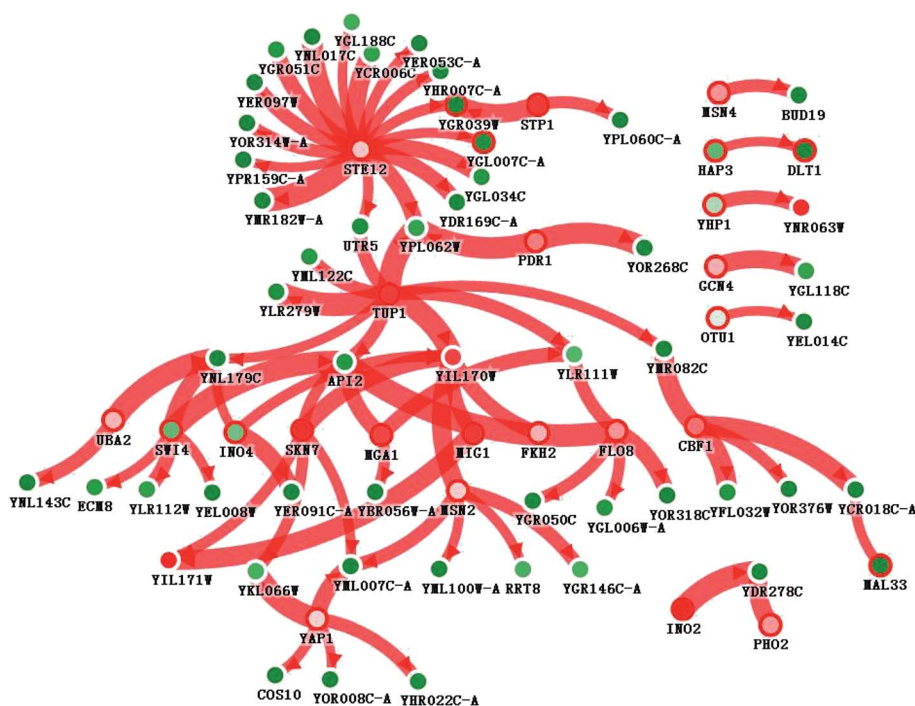 YGL188C
YNL017C
YER053C-A
YGR051C
YCR006C
YHR007C-A
YER097W
YGR039W
STP1
MSN4
BUD19
YOR314W-A
YPL060C-A
STE12
YGL007C-A
HAP3
DLT1
YPR159C-A
YGL034C
YMR182W-A
YDR169C-A
YHP1
YNR063W
UTR5
YPL062W
PDR1
YOR268C
YML122C
GCN4
YGL118C
YLR279W
TUP1
OTU1
YEL014C
YNL179C
API2
YIL170W
YLR111W
YMR082C
UBA2
SWI4
INO4
SKN7
MGA1
MIG1
FKH2
FLO8
CBF1
YNL143C
ECM8
YLR112W
YEL008W
YER091C-A
YBR056W-A
MSN2
YGR050C
YGL006W-A
YOR318C
YFL032W
YOR376W
YCR018C-A
YIL171W
YKL066W
YML007C-A
YML100W-A
RRT8
YGR146C-A
YDR278C
MAL33
INO2
PHO2
YAP1
COS10
YOR008C-A
YHR022C-A